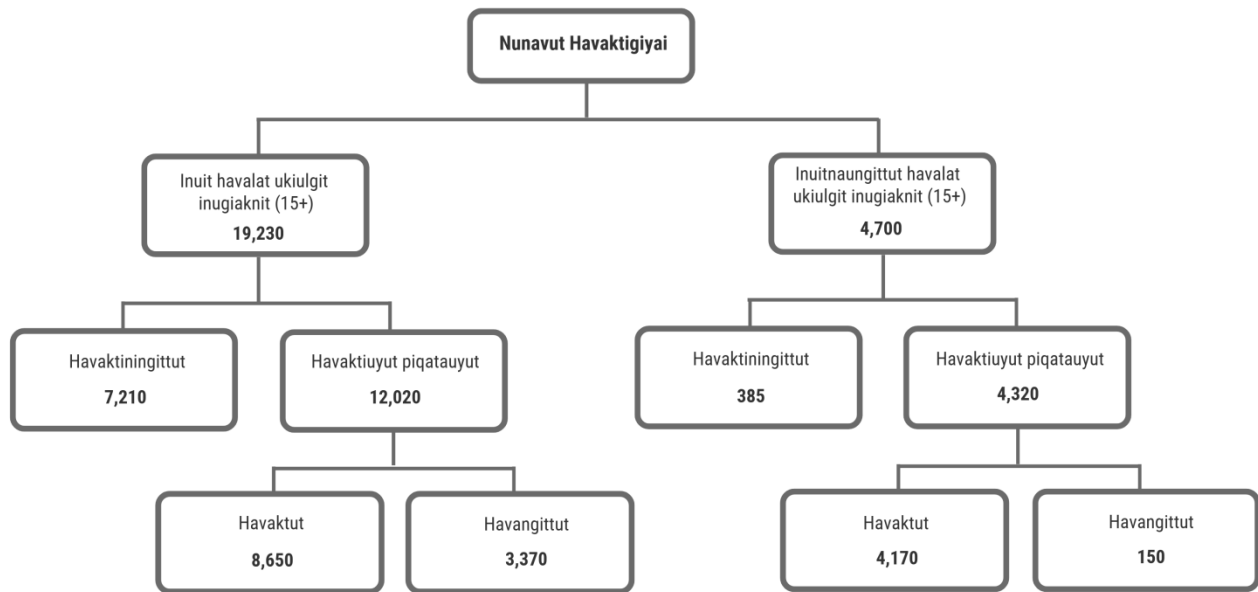 Nunavut Havaktigiyai
Inuit havalat ukiulgit
inugiaknit (15+)
19,230
Inuitnaungittut havalat
ukiulgit inugiaknit (15+)
4,700
Havaktiningittut
7,210
Havaktiuyut piqatauyut
12,020
Havaktiningittut
385
Havaktiuyut piqatauyut
4,320
Havaktut
8,650
Havangittut
3,370
Havaktut
4,170
Havangittut
150